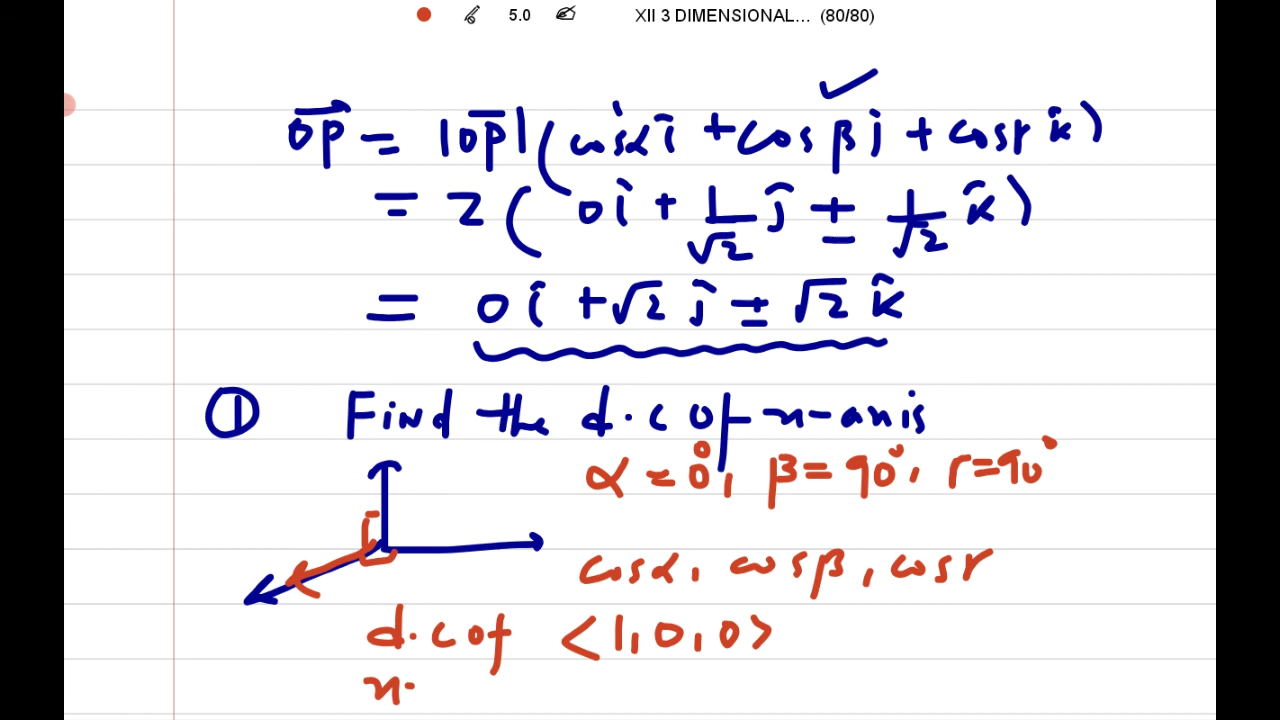 5.0 XII 3 DIMENSIONAL... (80/80)
OP⃗ = |OP̄| (cosα î + cosβ ĵ + cosγ k̂)
= 2 (0î + 1/√2 ĵ ± 1/√2 k̂)
= 0 î + √2 ĵ ± √2 k̂
① Find the d.c of x-axis
α = 0°, β = 90°, γ = 90°
cosα, cosβ, cosγ
d.c of <1, 0, 0>
x-